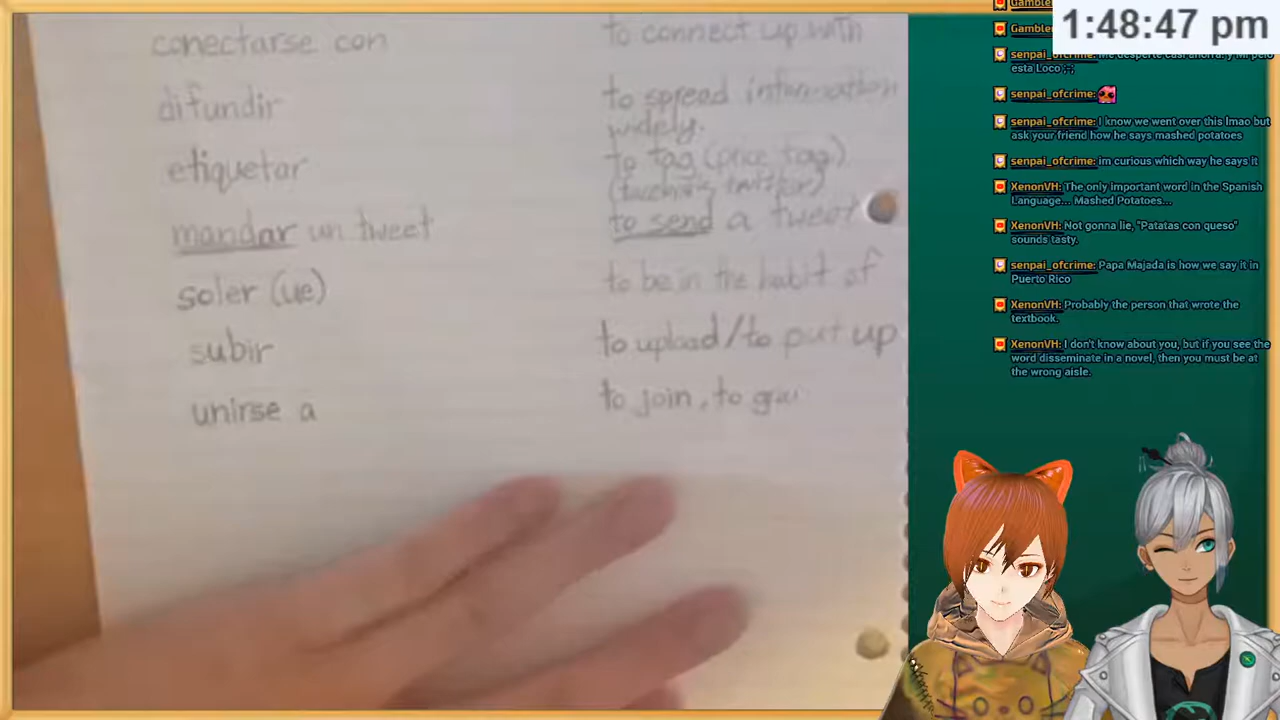 conectarse con
to connect up with
difundir
to spread information
widely.
etiquetar
to tag (price tag)
mandar un tweet
to send a tweet
soler (ue)
to be in the habit of
subir
to upload/to put up
unirse a
to join, to
1:48:47 pm
Gamble
Gamble
senpai_ofcrime:
esta Loco ;-;
senpai_ofcrime:
senpai_ofcrime: I know we went over this lmao but
ask your friend how he says mashed potatoes
senpai_ofcrime: im curious which way he says it
XenonVH: The only important word in the Spanish
Language... Mashed Potatoes...
XenonVH: Not gonna lie, "Patatas con queso"
sounds tasty.
senpai_ofcrime: Papa Majada is how we say it in
Puerto Rico
XenonVH: Probably the person that wrote the
textbook.
XenonVH: I don't know about you, but if you see the
word disseminate in a novel, then you must be at
the wrong aisle.